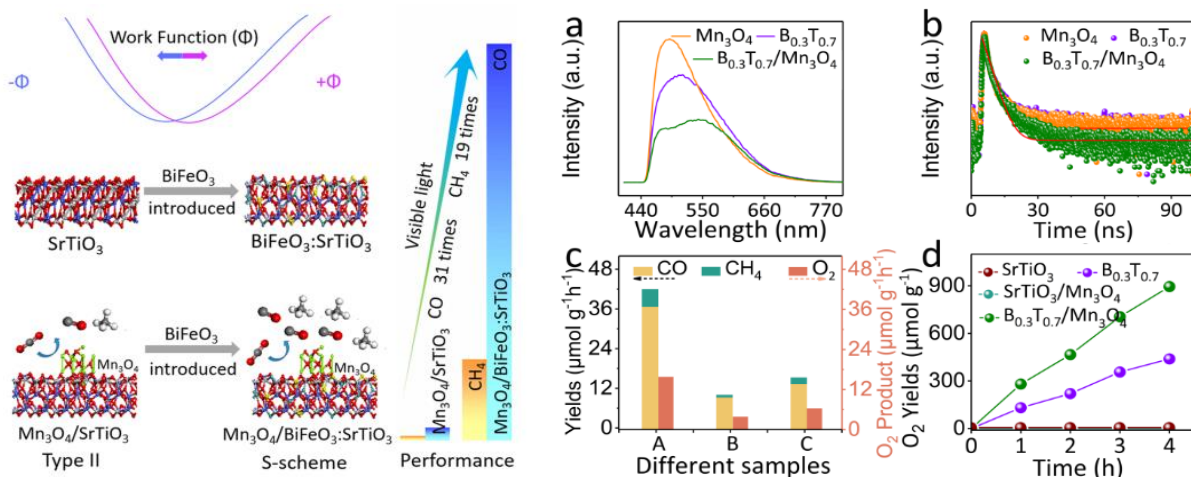 Work Function (Φ)
-Φ
+Φ
BiFeO₃
introduced
SrTiO₃
BiFeO₃:SrTiO₃
BiFeO₃
introduced
Mn₃O₄
Mn₃O₄
Mn₃O₄/SrTiO₃
Mn₃O₄/BiFeO₃:SrTiO₃
Type II
S-scheme
Visible light
CO 31 times
CH₄ 19 times
Mn₃O₄/SrTiO₃
CH₄
Mn₃O₄/BiFeO₃:SrTiO₃
CO
Performance
a
Intensity (a.u.)
Mn₃O₄
B₀.₃T₀.₇
B₀.₃T₀.₇/Mn₃O₄
440 550 660 770
Wavelength (nm)
b
Intensity (a.u.)
Mn₃O₄
B₀.₃T₀.₇
B₀.₃T₀.₇/Mn₃O₄
0 30 60 90
Time (ns)
c
Yields (μmol g⁻¹h⁻¹)
48
36
24
12
0
CO
CH₄
O₂
48
36
24
12
0
O₂ Product (μmol g⁻¹h⁻¹)
A B C
Different samples
d
O₂ Yields (μmol g⁻¹)
900
600
300
0
SrTiO₃
B₀.₃T₀.₇
SrTiO₃/Mn₃O₄
B₀.₃T₀.₇/Mn₃O₄
0 1 2 3 4
Time (h)